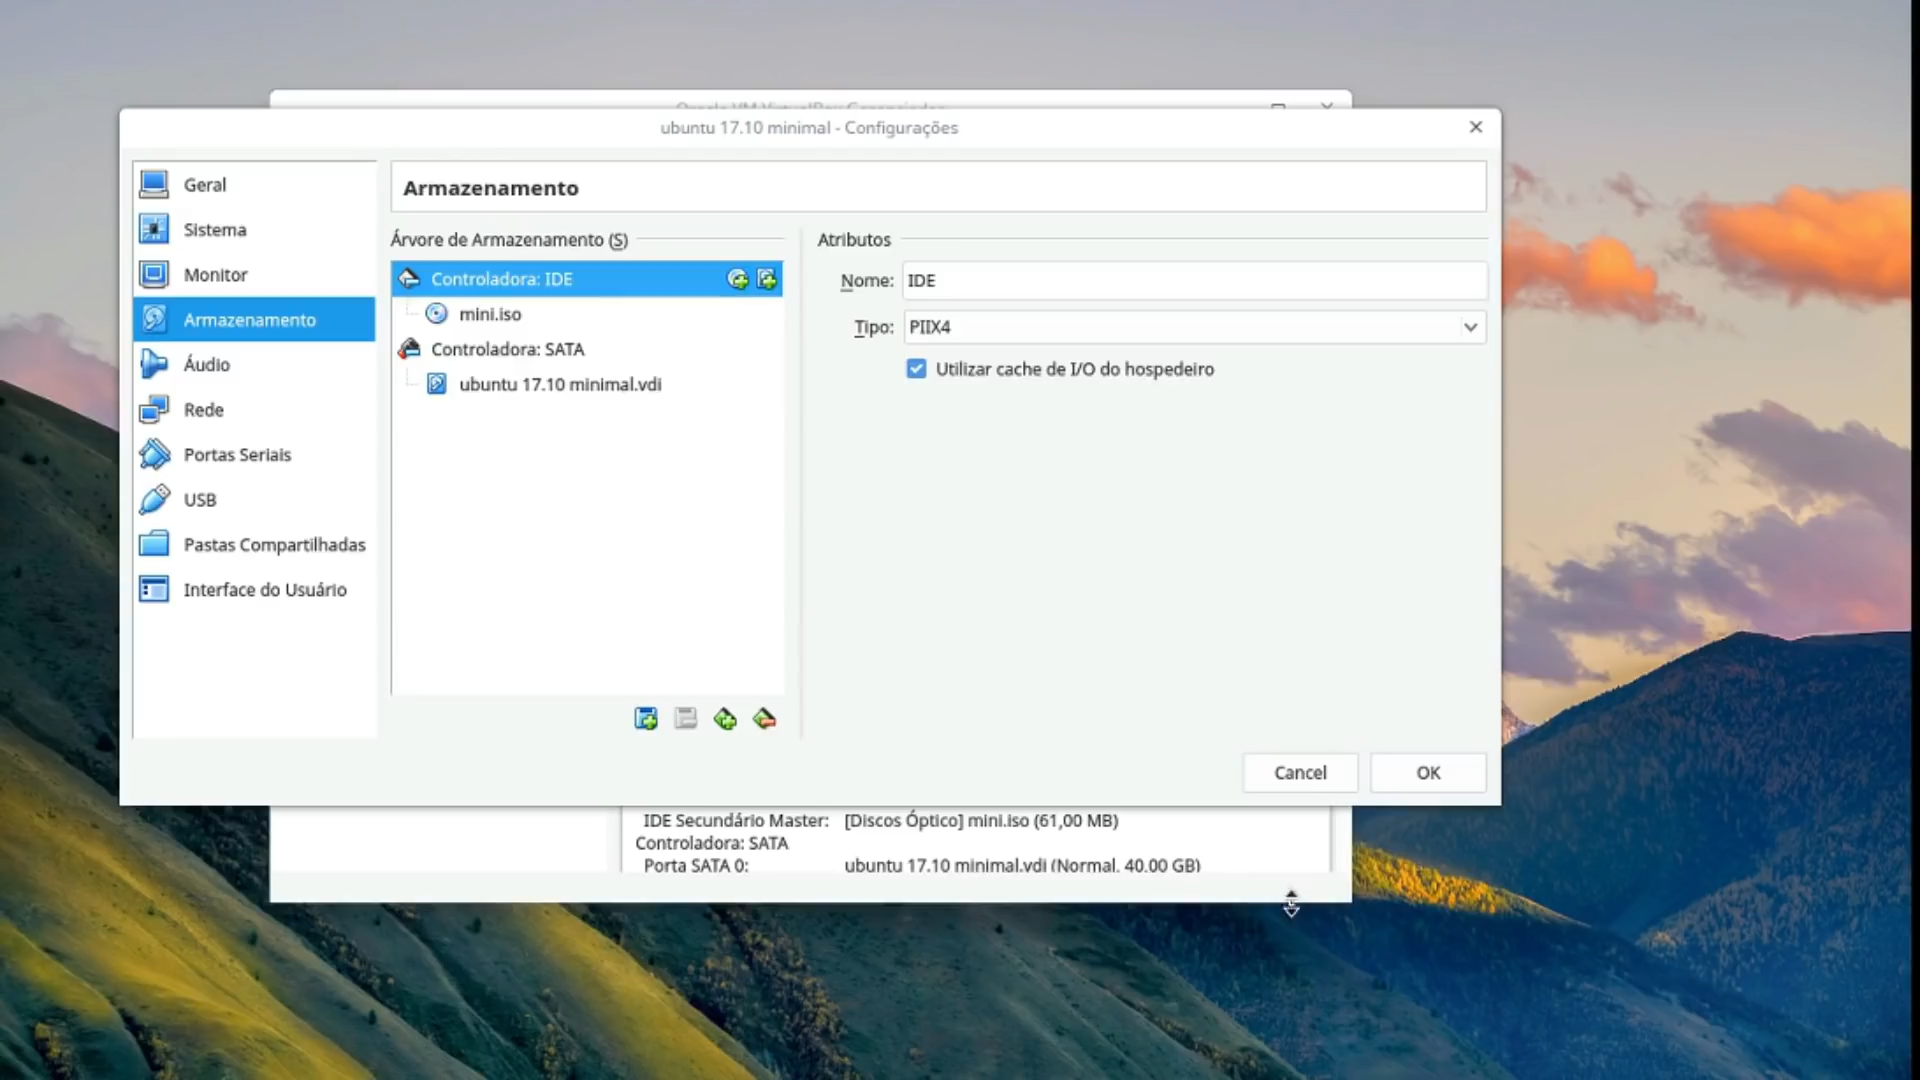 ubuntu 17.10 minimal - Configurações
Geral
Sistema
Monitor
Armazenamento
Áudio
Rede
Portas Seriais
USB
Pastas Compartilhadas
Interface do Usuário
Armazenamento
Árvore de Armazenamento (S)
Controladora: IDE
mini.iso
Controladora: SATA
ubuntu 17.10 minimal.vdi
Atributos
Nome: IDE
Tipo: PIIX4
Utilizar cache de I/O do hospedeiro
Cancel
OK
IDE Secundário Master: [Discos Óptico] mini.iso (61,00 MB)
Controladora: SATA
Porta SATA 0: ubuntu 17.10 minimal.vdi (Normal, 40,00 GB)